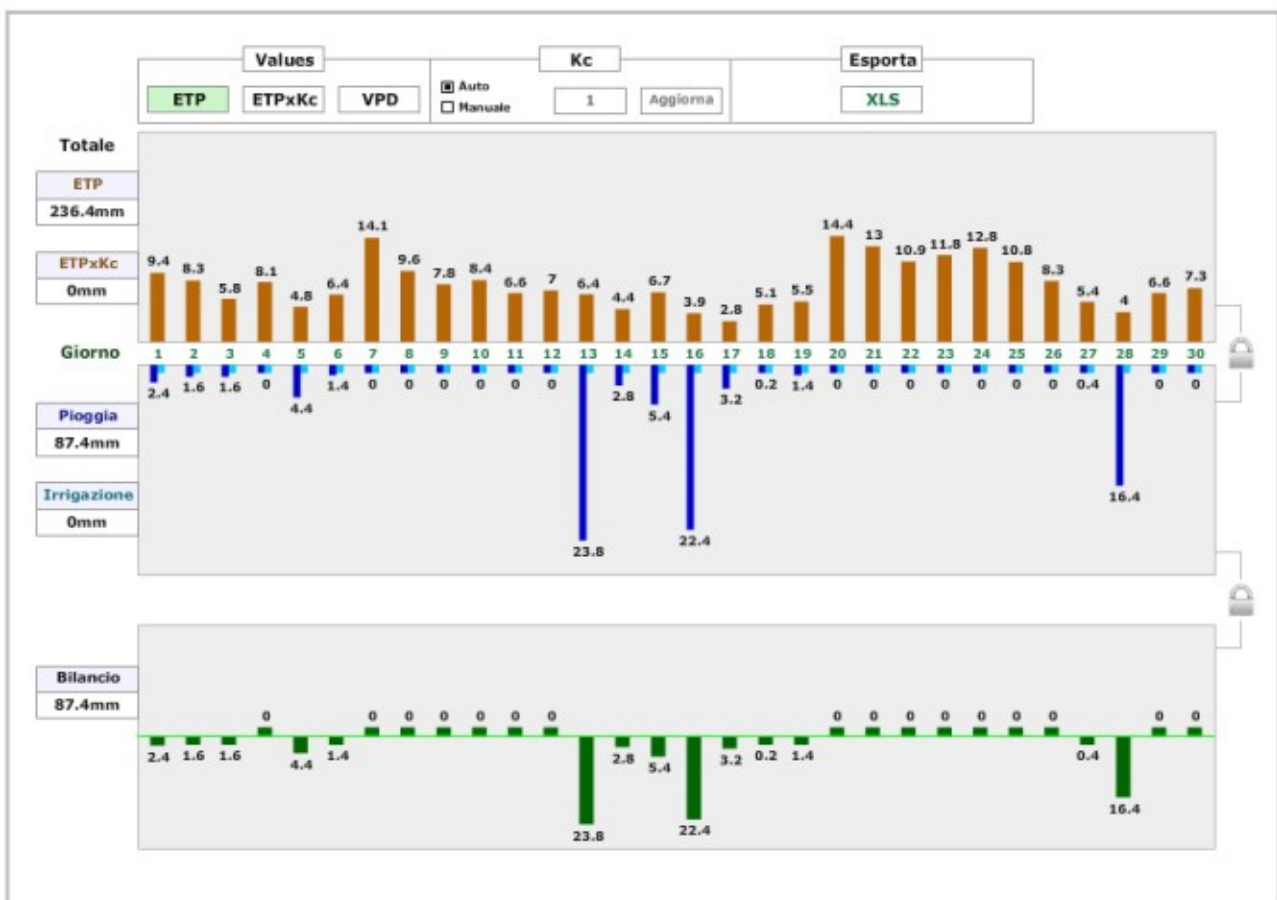 Values Kc Esporta
ETP ETPxKc VPD Auto Manuale 1 Aggiorna XLS
Totale
ETP
236.4mm
ETPxKc
0mm
9.4 8.3 5.8 8.1 4.8 6.4 14.1 9.6 7.8 8.4 6.6 7 6.4 4.4 6.7 3.9 2.8 5.1 5.5 14.4 13 10.9 11.8 12.8 10.8 8.3 5.4 4 6.6 7.3
Giorno 1 2 3 4 5 6 7 8 9 10 11 12 13 14 15 16 17 18 19 20 21 22 23 24 25 26 27 28 29 30
2.4 1.6 1.6 0 4.4 1.4 0 0 0 0 0 0 23.8 2.8 5.4 22.4 3.2 0.2 1.4 0 0 0 0 0 0 0 0.4 16.4 0 0
Pioggia
87.4mm
Irrigazione
0mm
Bilancio
87.4mm
2.4 1.6 1.6 0 4.4 1.4 0 0 0 0 0 0 23.8 2.8 5.4 22.4 3.2 0.2 1.4 0 0 0 0 0 0 0 0.4 16.4 0 0